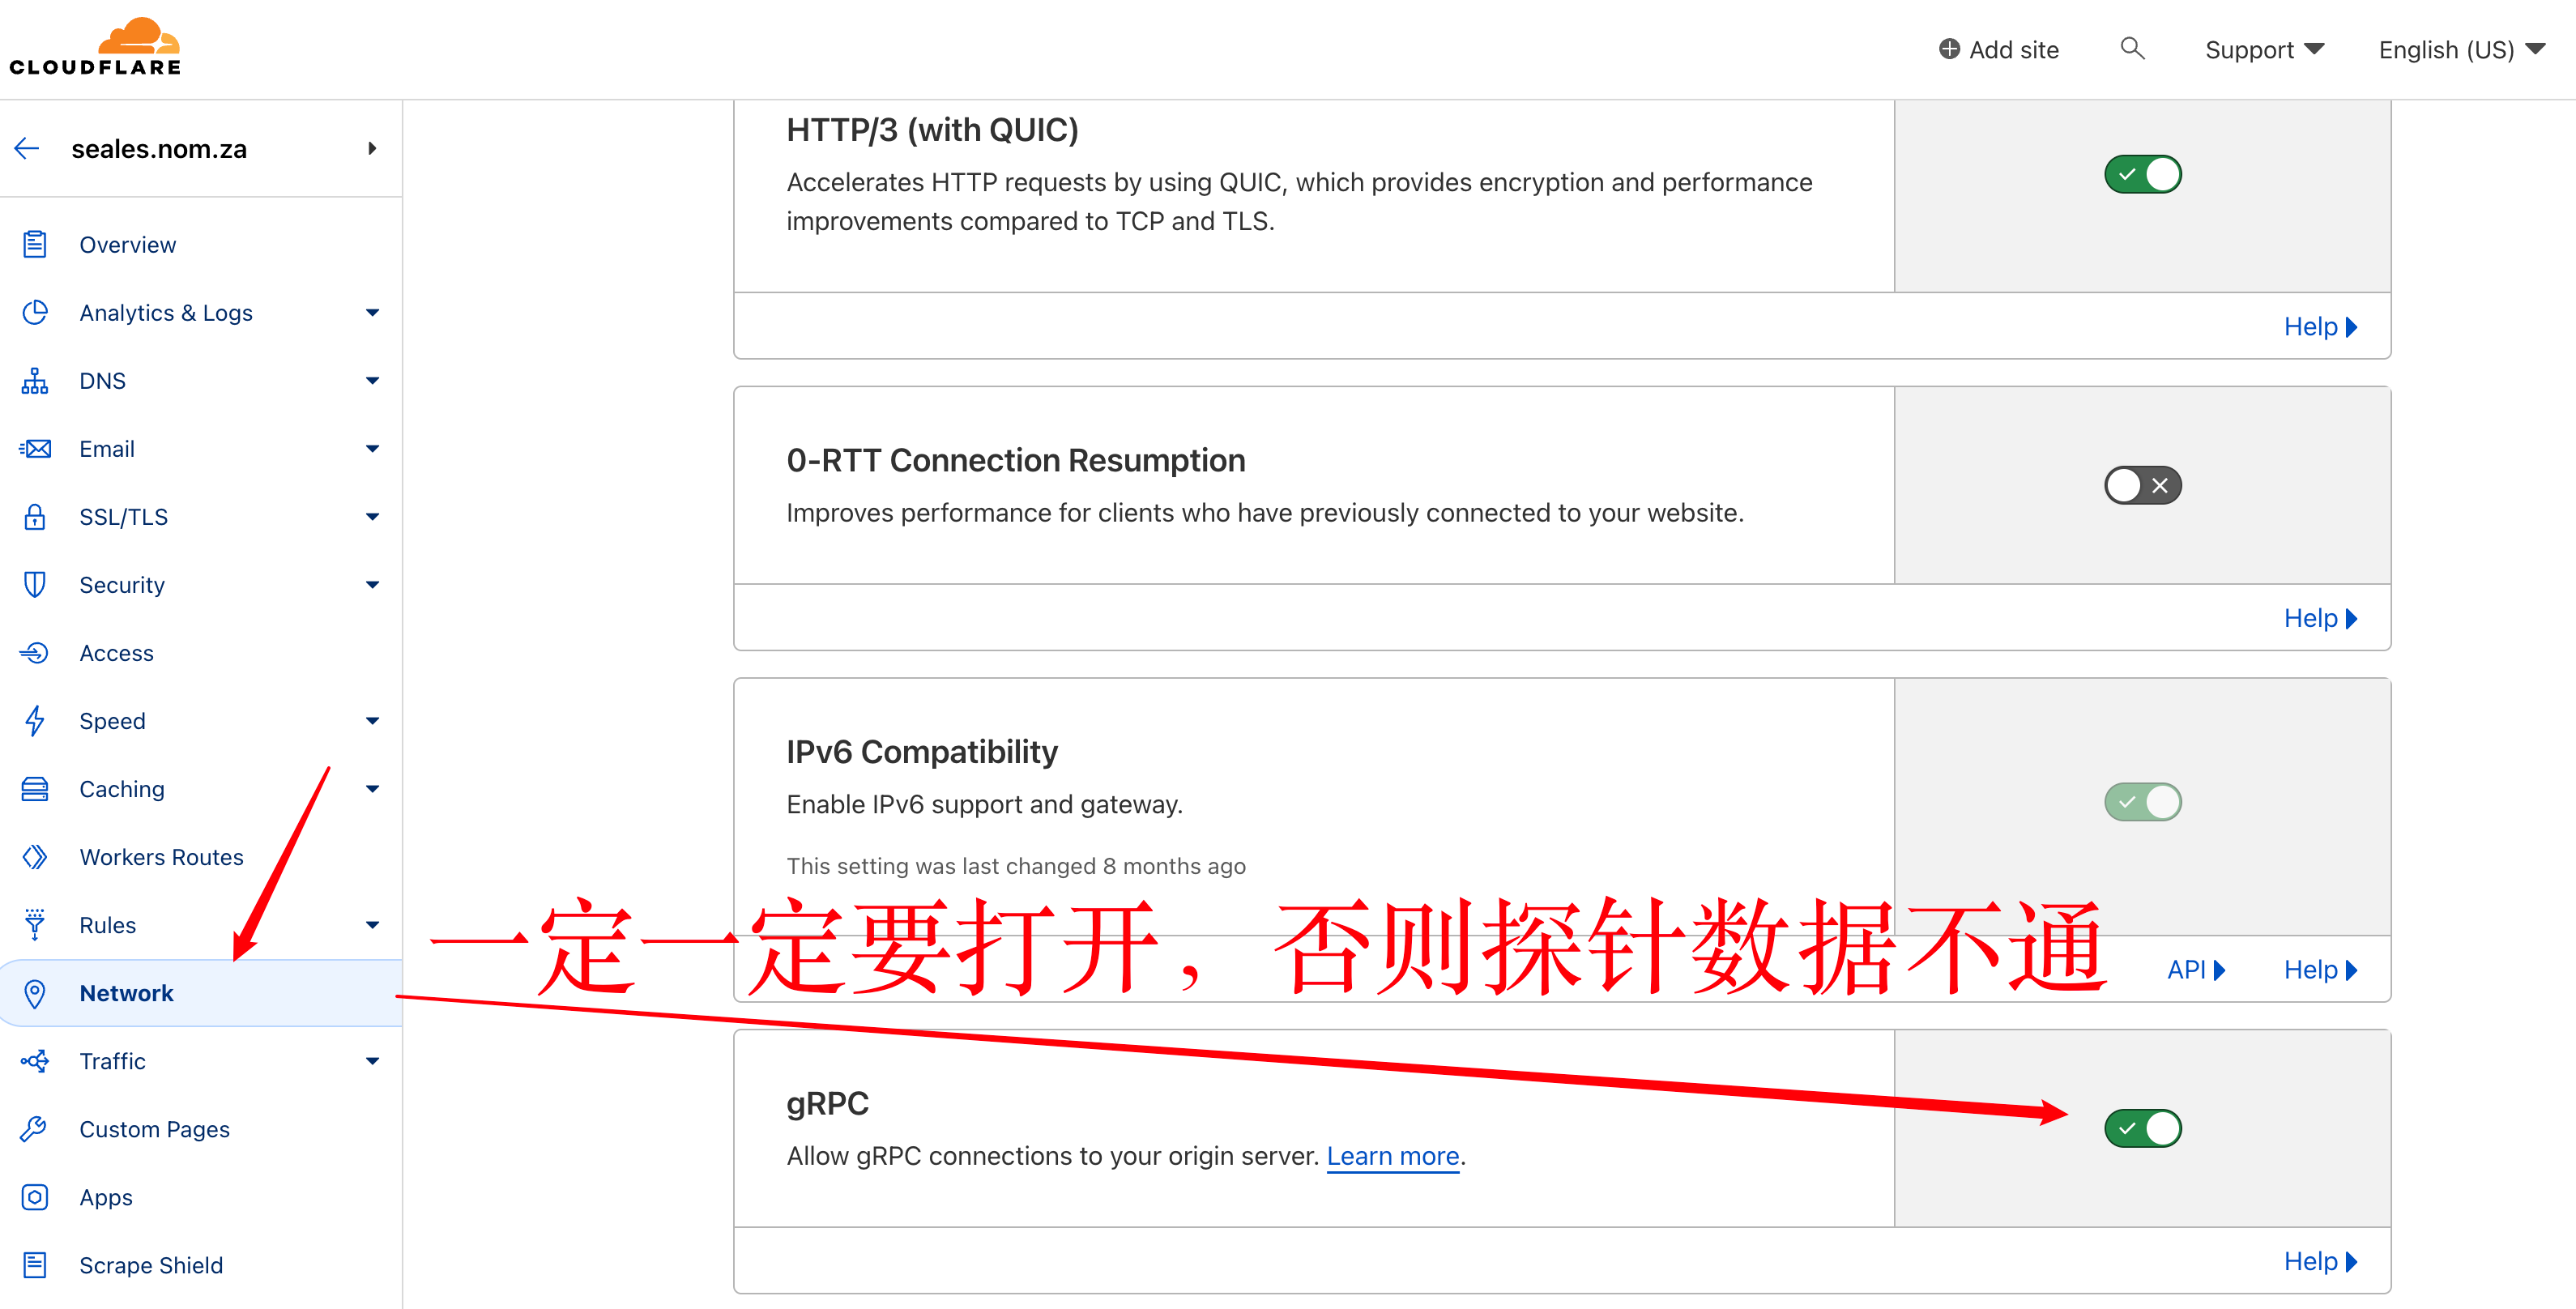 CLOUDFLARE
Add site
Support
English (US)
seales.nom.za
Overview
Analytics & Logs
DNS
Email
SSL/TLS
Security
Access
Speed
Caching
Workers Routes
Rules
Network
Traffic
Custom Pages
Apps
Scrape Shield
HTTP/3 (with QUIC)
Accelerates HTTP requests by using QUIC, which provides encryption and performance
improvements compared to TCP and TLS.
Help
0-RTT Connection Resumption
Improves performance for clients who have previously connected to your website.
Help
IPv6 Compatibility
Enable IPv6 support and gateway.
This setting was last changed 8 months ago
一定一定要打开，否则探针数据不通
API Help
gRPC
Allow gRPC connections to your origin server. Learn more.
Help